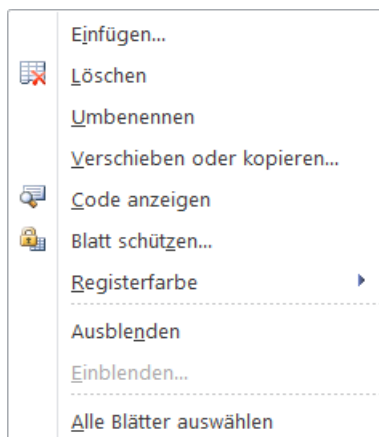 Einfügen...
Löschen
Umbenennen
Verschieben oder kopieren...
Code anzeigen
Blatt schützen...
Registerfarbe
Ausblenden
Einblenden...
Alle Blätter auswählen